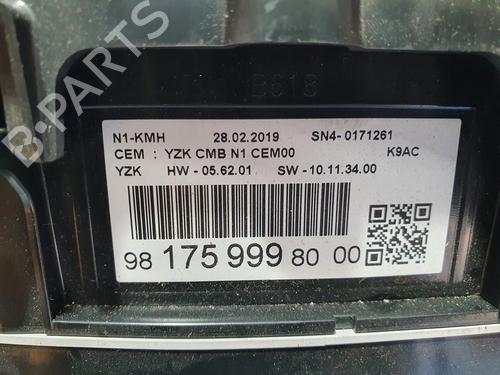 B-PARTS
B618
N1-KMH 28.02.2019 SN4- 0171261
CEM : YZK CMB N1 CEM00 K9AC
YZK HW - 05.62.01 SW - 10.11.34.00
98 175 999 80 00